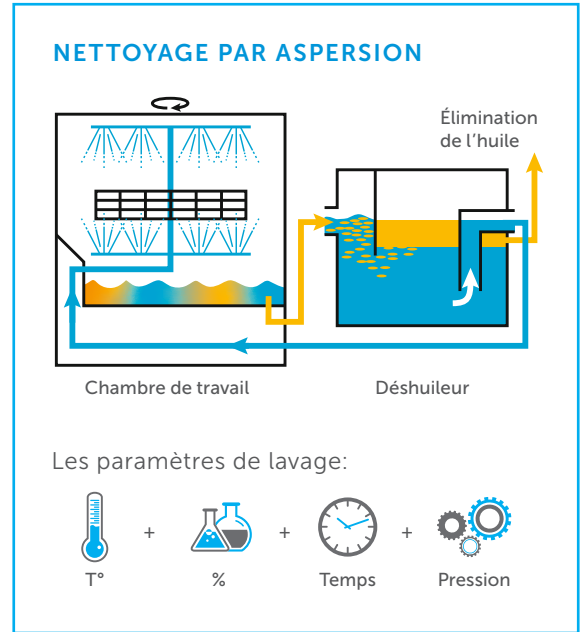 NETTOYAGE PAR ASPERSION
Élimination
de l'huile
Chambre de travail
Déshuileur
Les paramètres de lavage:
+
+
+
T°
%
Temps
Pression